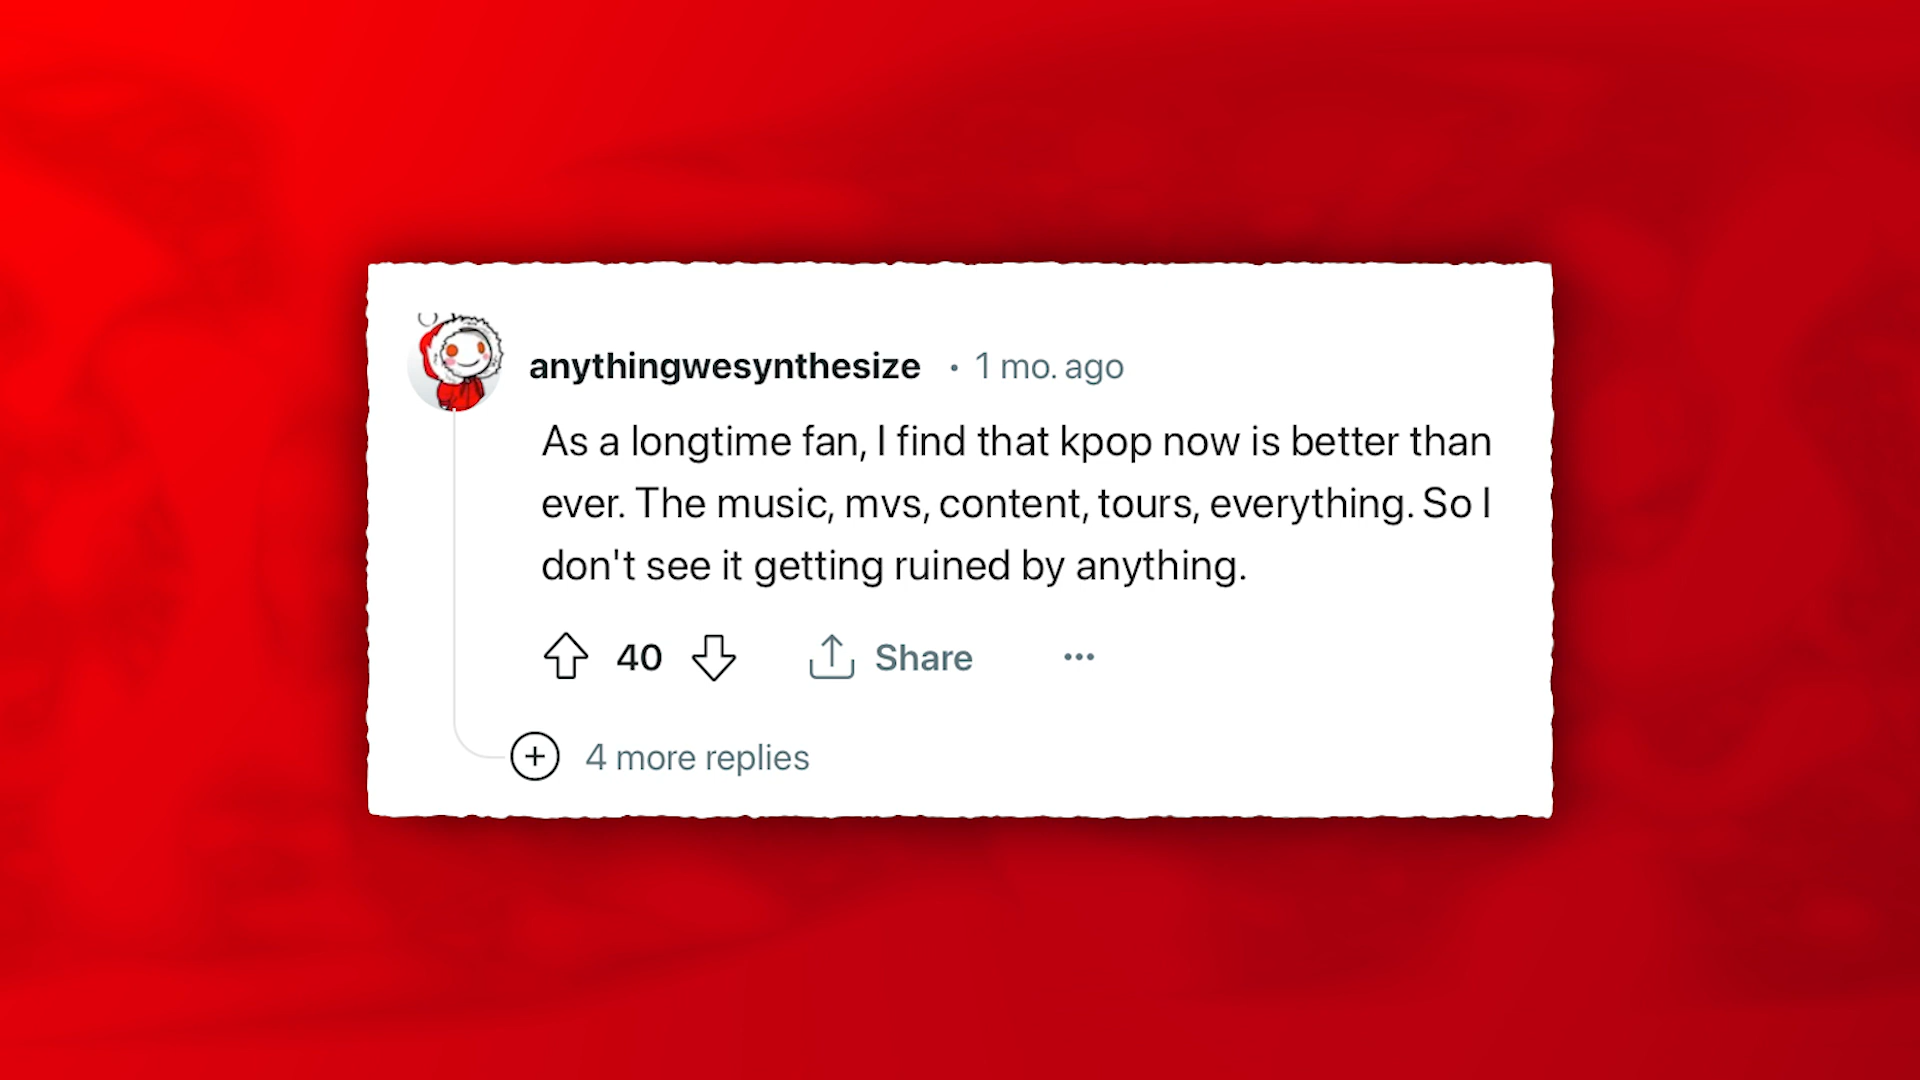 anythingwesynthesize • 1 mo. ago
As a longtime fan, I find that kpop now is better than
ever. The music, mvs, content, tours, everything. So I
don't see it getting ruined by anything.
40 Share ...
4 more replies